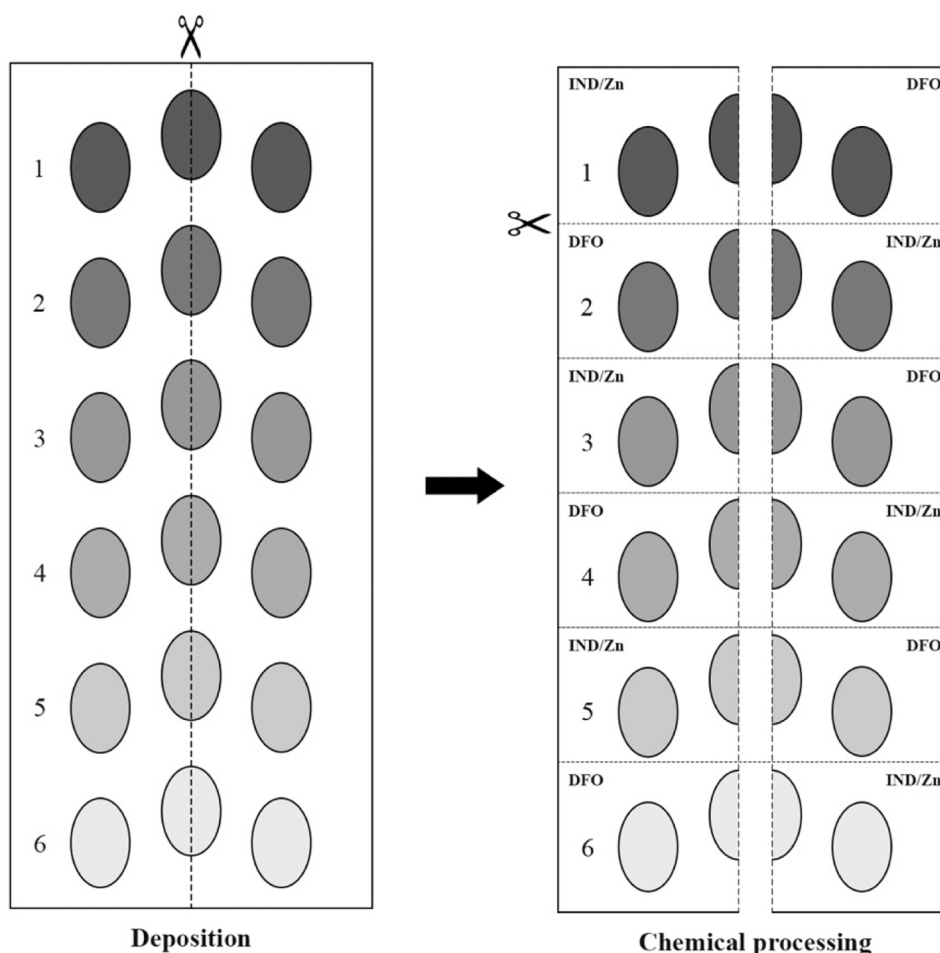 1
2
3
4
5
6
Deposition
IND/Zn DFO
1
DFO IND/Zn
2
IND/Zn DFO
3
DFO IND/Zn
4
IND/Zn DFO
5
DFO IND/Zn
6
Chemical processing